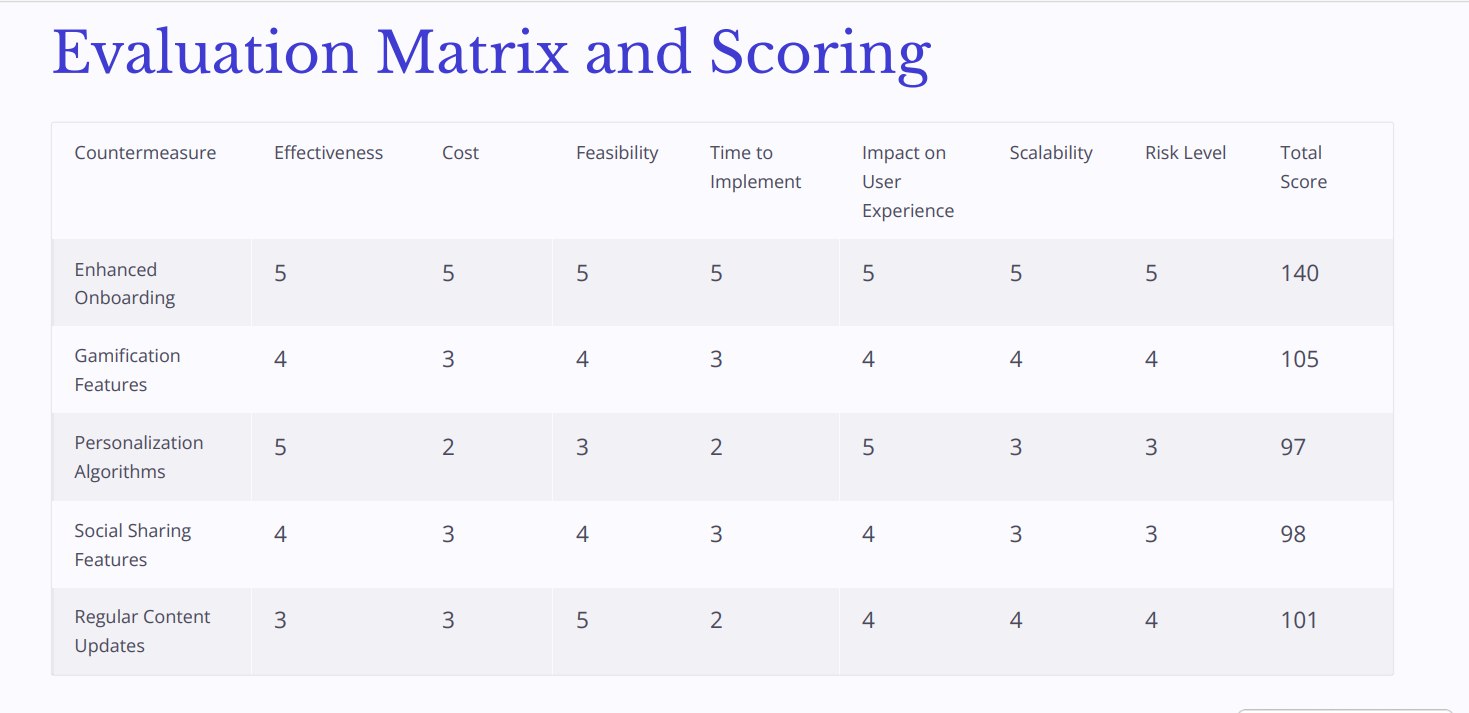 Evaluation Matrix and Scoring
Countermeasure Effectiveness Cost Feasibility Time to Implement Impact on User Experience Scalability Risk Level Total Score
Enhanced Onboarding 5 5 5 5 5 5 5 140
Gamification Features 4 3 4 3 4 4 4 105
Personalization Algorithms 5 2 3 2 5 3 3 97
Social Sharing Features 4 3 4 3 4 3 3 98
Regular Content Updates 3 3 5 2 4 4 4 101